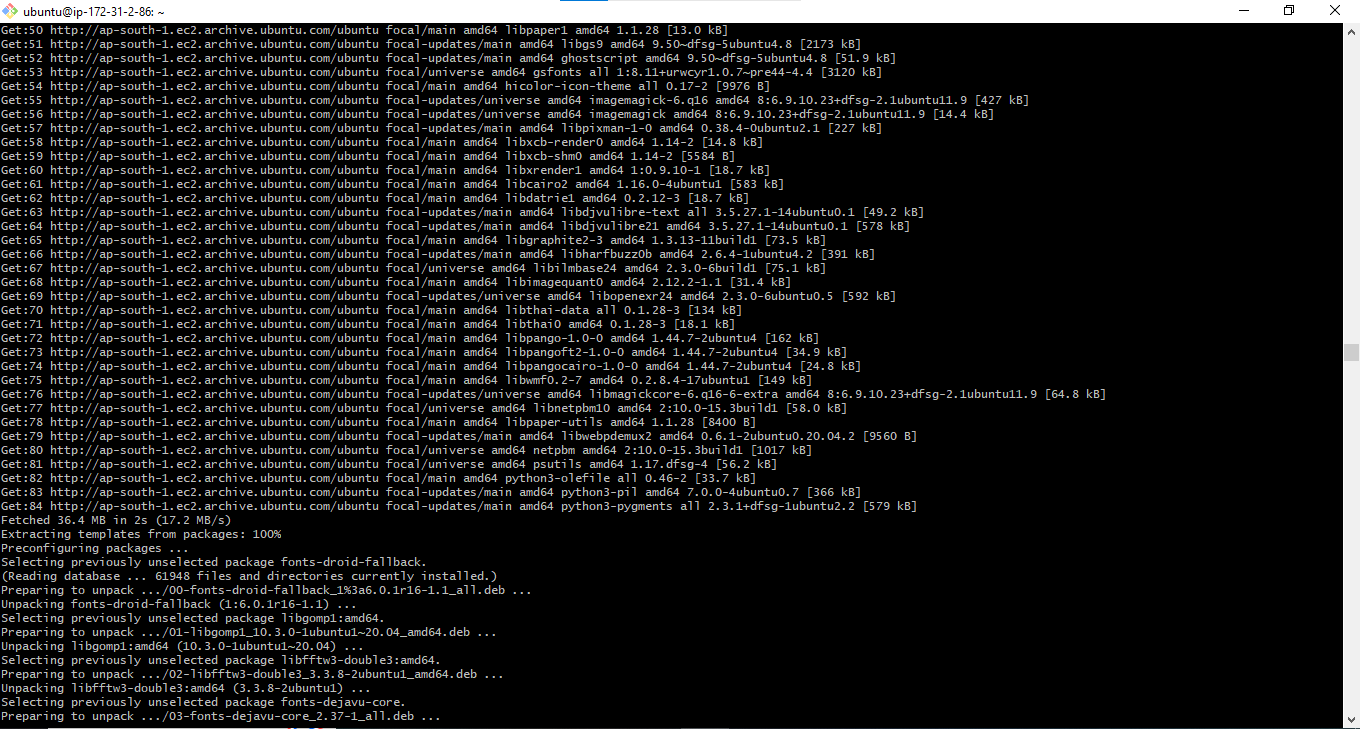 ubuntu@ip-172-31-2-86: ~
Get:50 http://ap-south-1.ec2.archive.ubuntu.com/ubuntu focal/main amd64 libpaper1 amd64 1.1.28 [13.0 kB]
Get:51 http://ap-south-1.ec2.archive.ubuntu.com/ubuntu focal-updates/main amd64 libgs9 amd64 9.50~dfsg-5ubuntu4.8 [2173 kB]
Get:52 http://ap-south-1.ec2.archive.ubuntu.com/ubuntu focal-updates/main amd64 ghostscript amd64 9.50~dfsg-5ubuntu4.8 [51.9 kB]
Get:53 http://ap-south-1.ec2.archive.ubuntu.com/ubuntu focal/universe amd64 gsfonts all 1:8.11+urwcyr1.0.7~pre44-4.4 [3120 kB]
Get:54 http://ap-south-1.ec2.archive.ubuntu.com/ubuntu focal/main amd64 hicolor-icon-theme all 0.17-2 [9976 B]
Get:55 http://ap-south-1.ec2.archive.ubuntu.com/ubuntu focal-updates/universe amd64 imagemagick-6.q16 amd64 8:6.9.10.23+dfsg-2.1ubuntu11.9 [427 kB]
Get:56 http://ap-south-1.ec2.archive.ubuntu.com/ubuntu focal-updates/universe amd64 imagemagick amd64 8:6.9.10.23+dfsg-2.1ubuntu11.9 [14.4 kB]
Get:57 http://ap-south-1.ec2.archive.ubuntu.com/ubuntu focal-updates/main amd64 libpixman-1-0 amd64 0.38.4-0ubuntu2.1 [227 kB]
Get:58 http://ap-south-1.ec2.archive.ubuntu.com/ubuntu focal/main amd64 libxcb-render0 amd64 1.14-2 [14.8 kB]
Get:59 http://ap-south-1.ec2.archive.ubuntu.com/ubuntu focal/main amd64 libxcb-shm0 amd64 1.14-2 [5584 B]
Get:60 http://ap-south-1.ec2.archive.ubuntu.com/ubuntu focal/main amd64 libxrender1 amd64 1:0.9.10-1 [18.7 kB]
Get:61 http://ap-south-1.ec2.archive.ubuntu.com/ubuntu focal/main amd64 libcairo2 amd64 1.16.0-4ubuntu1 [583 kB]
Get:62 http://ap-south-1.ec2.archive.ubuntu.com/ubuntu focal/main amd64 libdatrie1 amd64 0.2.12-3 [18.7 kB]
Get:63 http://ap-south-1.ec2.archive.ubuntu.com/ubuntu focal-updates/main amd64 libdjvulibre-text all 3.5.27.1-14ubuntu0.1 [49.2 kB]
Get:64 http://ap-south-1.ec2.archive.ubuntu.com/ubuntu focal-updates/main amd64 libdjvulibre21 amd64 3.5.27.1-14ubuntu0.1 [578 kB]
Get:65 http://ap-south-1.ec2.archive.ubuntu.com/ubuntu focal/main amd64 libgraphite2-3 amd64 1.3.13-11build1 [73.5 kB]
Get:66 http://ap-south-1.ec2.archive.ubuntu.com/ubuntu focal-updates/main amd64 libharfbuzz0b amd64 2.6.4-1ubuntu4.2 [391 kB]
Get:67 http://ap-south-1.ec2.archive.ubuntu.com/ubuntu focal/universe amd64 libilmbase24 amd64 2.3.0-6build1 [75.1 kB]
Get:68 http://ap-south-1.ec2.archive.ubuntu.com/ubuntu focal/main amd64 libimagequant0 amd64 2.12.2-1.1 [31.4 kB]
Get:69 http://ap-south-1.ec2.archive.ubuntu.com/ubuntu focal-updates/universe amd64 libopenexr24 amd64 2.3.0-6ubuntu0.5 [592 kB]
Get:70 http://ap-south-1.ec2.archive.ubuntu.com/ubuntu focal/main amd64 libthai-data all 0.1.28-3 [134 kB]
Get:71 http://ap-south-1.ec2.archive.ubuntu.com/ubuntu focal/main amd64 libthai0 amd64 0.1.28-3 [18.1 kB]
Get:72 http://ap-south-1.ec2.archive.ubuntu.com/ubuntu focal/main amd64 libpango-1.0-0 amd64 1.44.7-2ubuntu4 [162 kB]
Get:73 http://ap-south-1.ec2.archive.ubuntu.com/ubuntu focal/main amd64 libpangoft2-1.0-0 amd64 1.44.7-2ubuntu4 [34.9 kB]
Get:74 http://ap-south-1.ec2.archive.ubuntu.com/ubuntu focal/main amd64 libpangocairo-1.0-0 amd64 1.44.7-2ubuntu4 [24.8 kB]
Get:75 http://ap-south-1.ec2.archive.ubuntu.com/ubuntu focal/main amd64 libwmf0.2-7 amd64 0.2.8.4-17ubuntu1 [149 kB]
Get:76 http://ap-south-1.ec2.archive.ubuntu.com/ubuntu focal-updates/universe amd64 libmagickcore-6.q16-6-extra amd64 8:6.9.10.23+dfsg-2.1ubuntu11.9 [64.8 kB]
Get:77 http://ap-south-1.ec2.archive.ubuntu.com/ubuntu focal/universe amd64 libnetpbm10 amd64 2:10.0-15.3build1 [58.0 kB]
Get:78 http://ap-south-1.ec2.archive.ubuntu.com/ubuntu focal/main amd64 libpaper-utils amd64 1.1.28 [8400 B]
Get:79 http://ap-south-1.ec2.archive.ubuntu.com/ubuntu focal-updates/main amd64 libwebpdemux2 amd64 0.6.1-2ubuntu0.20.04.2 [9560 B]
Get:80 http://ap-south-1.ec2.archive.ubuntu.com/ubuntu focal/universe amd64 netpbm amd64 2:10.0-15.3build1 [1017 kB]
Get:81 http://ap-south-1.ec2.archive.ubuntu.com/ubuntu focal/universe amd64 psutils amd64 1.17.dfsg-4 [56.2 kB]
Get:82 http://ap-south-1.ec2.archive.ubuntu.com/ubuntu focal/main amd64 python3-olefile all 0.46-2 [33.7 kB]
Get:83 http://ap-south-1.ec2.archive.ubuntu.com/ubuntu focal-updates/main amd64 python3-pil amd64 7.0.0-4ubuntu0.7 [366 kB]
Get:84 http://ap-south-1.ec2.archive.ubuntu.com/ubuntu focal-updates/main amd64 python3-pygments all 2.3.1+dfsg-1ubuntu2.2 [579 kB]
Fetched 36.4 MB in 2s (17.2 MB/s)
Extracting templates from packages: 100%
Preconfiguring packages ...
Selecting previously unselected package fonts-droid-fallback.
(Reading database ... 61948 files and directories currently installed.)
Preparing to unpack .../00-fonts-droid-fallback_1%3a6.0.1r16-1.1_all.deb ...
Unpacking fonts-droid-fallback (1:6.0.1r16-1.1) ...
Selecting previously unselected package libgomp1:amd64.
Preparing to unpack .../01-libgomp1_10.3.0-1ubuntu1~20.04_amd64.deb ...
Unpacking libgomp1:amd64 (10.3.0-1ubuntu1~20.04) ...
Selecting previously unselected package libfftw3-double3:amd64.
Preparing to unpack .../02-libfftw3-double3_3.3.8-2ubuntu1_amd64.deb ...
Unpacking libfftw3-double3:amd64 (3.3.8-2ubuntu1) ...
Selecting previously unselected package fonts-dejavu-core.
Preparing to unpack .../03-fonts-dejavu-core_2.37-1_all.deb ...